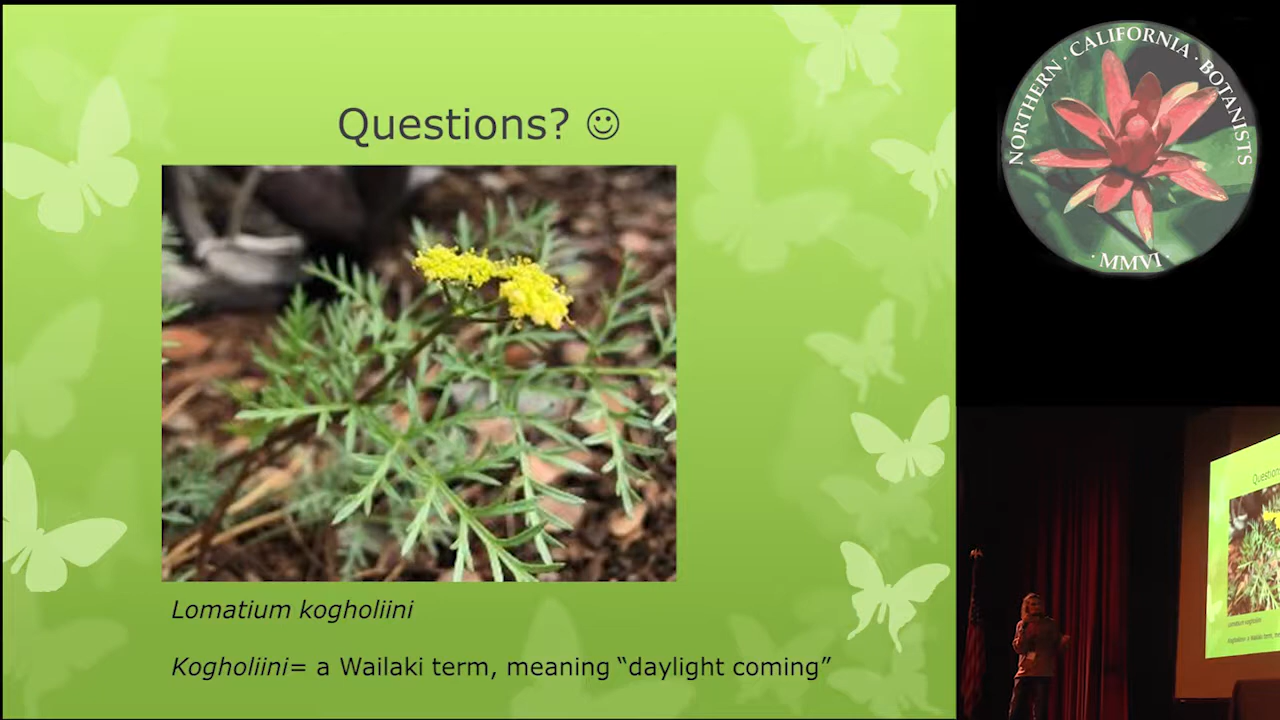 Questions? ☺
Lomatium kogholiini
Kogholiini= a Wailaki term, meaning “daylight coming”
NORTHERN · CALIFORNIA · BOTANISTS
· MMVI ·